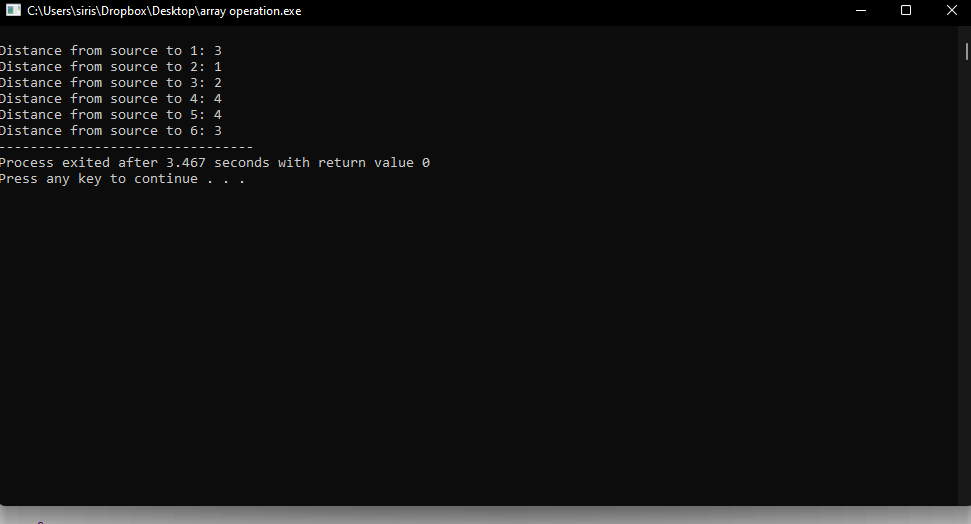 C:\Users\siris\Dropbox\Desktop\array operation.exe
Distance from source to 1: 3
Distance from source to 2: 1
Distance from source to 3: 2
Distance from source to 4: 4
Distance from source to 5: 4
Distance from source to 6: 3
--------------------------------
Process exited after 3.467 seconds with return value 0
Press any key to continue . . .